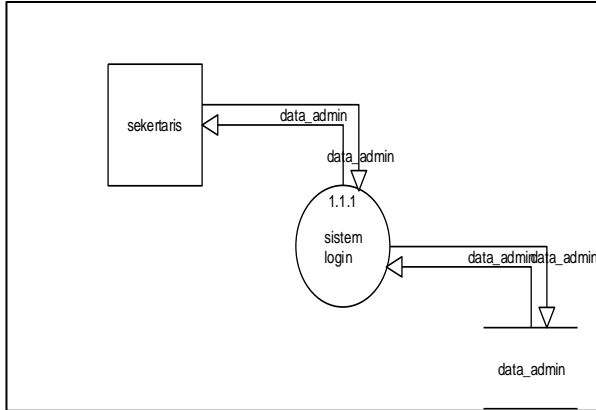 sekertaris
data_admin
data_admin
1.1.1
sistem
login
data_admin
data_admin
data_admin